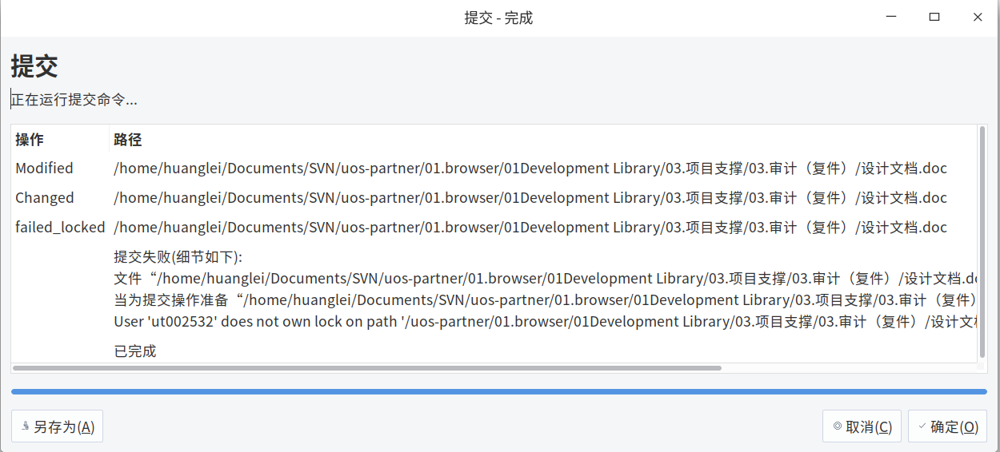 提交 - 完成
提交
正在运行提交命令...
操作 路径
Modified /home/huanglei/Documents/SVN/uos-partner/01.browser/01Development Library/03.项目支撑/03.审计（复件）/设计文档.doc
Changed /home/huanglei/Documents/SVN/uos-partner/01.browser/01Development Library/03.项目支撑/03.审计（复件）/设计文档.doc
failed_locked /home/huanglei/Documents/SVN/uos-partner/01.browser/01Development Library/03.项目支撑/03.审计（复件）/设计文档.doc
提交失败(细节如下):
文件“/home/huanglei/Documents/SVN/uos-partner/01.browser/01Development Library/03.项目支撑/03.审计（复件）/设计文档.d
当为提交操作准备“/home/huanglei/Documents/SVN/uos-partner/01.browser/01Development Library/03.项目支撑/03.审计（复件）
User 'ut002532' does not own lock on path '/uos-partner/01.browser/01Development Library/03.项目支撑/03.审计（复件）/设计文
已完成
另存为(A) 取消(C) 确定(O)